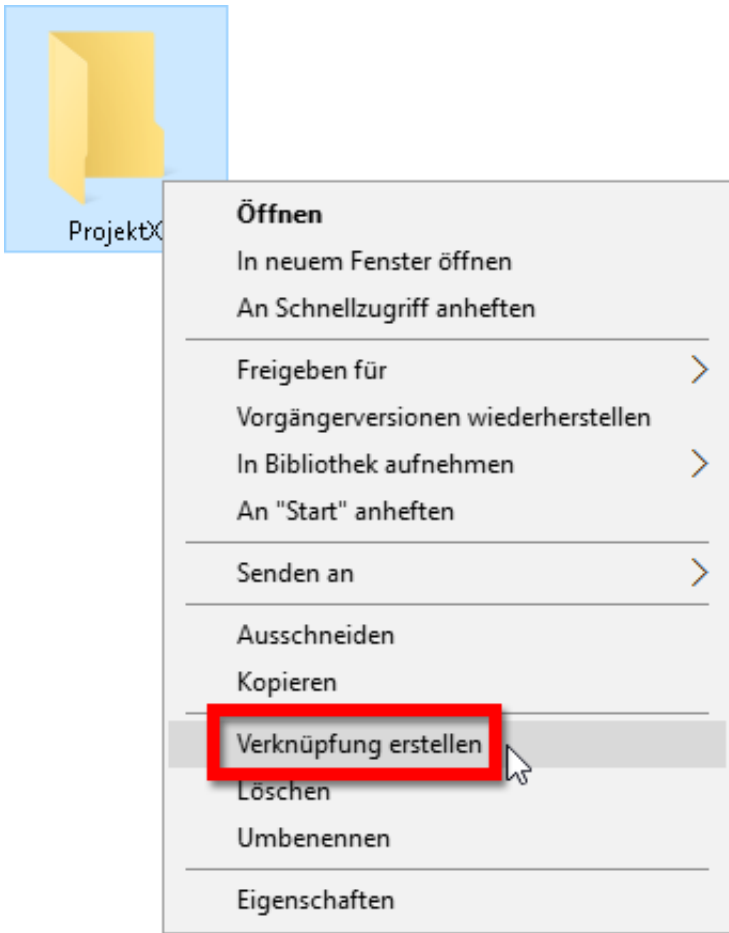 ProjektX
Öffnen
In neuem Fenster öffnen
An Schnellzugriff anheften
Freigeben für
Vorgängerversionen wiederherstellen
In Bibliothek aufnehmen
An "Start" anheften
Senden an
Ausschneiden
Kopieren
Verknüpfung erstellen
Löschen
Umbenennen
Eigenschaften